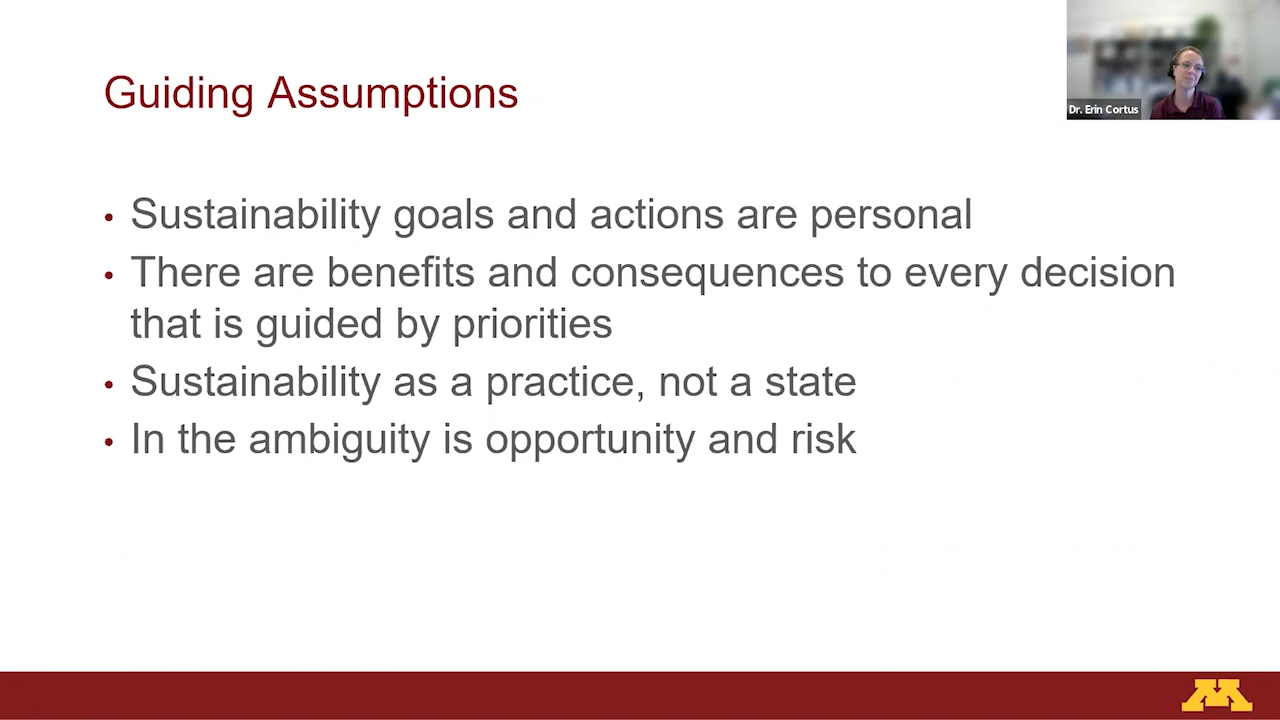 Guiding Assumptions
Dr. Erin Cortus
• Sustainability goals and actions are personal
• There are benefits and consequences to every decision
that is guided by priorities
• Sustainability as a practice, not a state
• In the ambiguity is opportunity and risk
M